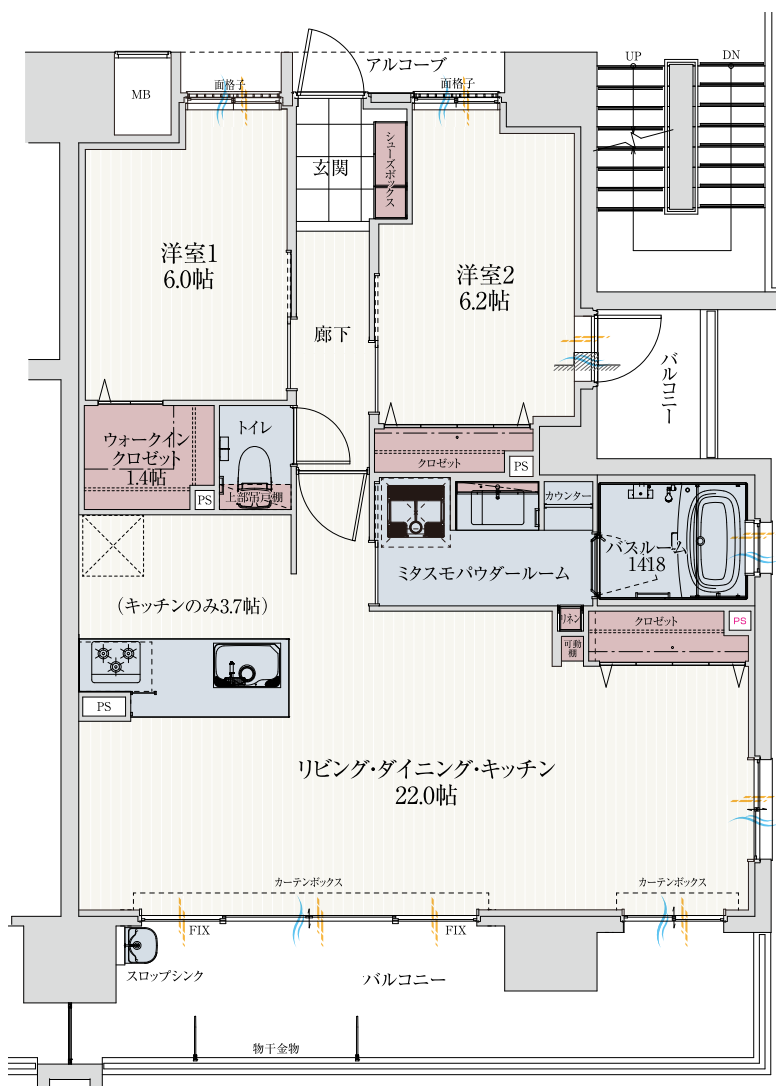 アルコーブ
UP
DN
面格子
面格子
MB
シューズボックス
玄関
洋室1
6.0帖
洋室2
6.2帖
廊下
バルコニー
トイレ
ウォークイン
クロゼット
1.4帖
クロゼット
PS
PS
上部吊戸棚
カウンター
バスルーム
1418
ミタスモパウダールーム
(キッチンのみ3.7帖)
リネン
クロゼット
PS
可動
棚
PS
リビング・ダイニング・キッチン
22.0帖
カーテンボックス
カーテンボックス
FIX
FIX
スロップシンク
バルコニー
物干金物